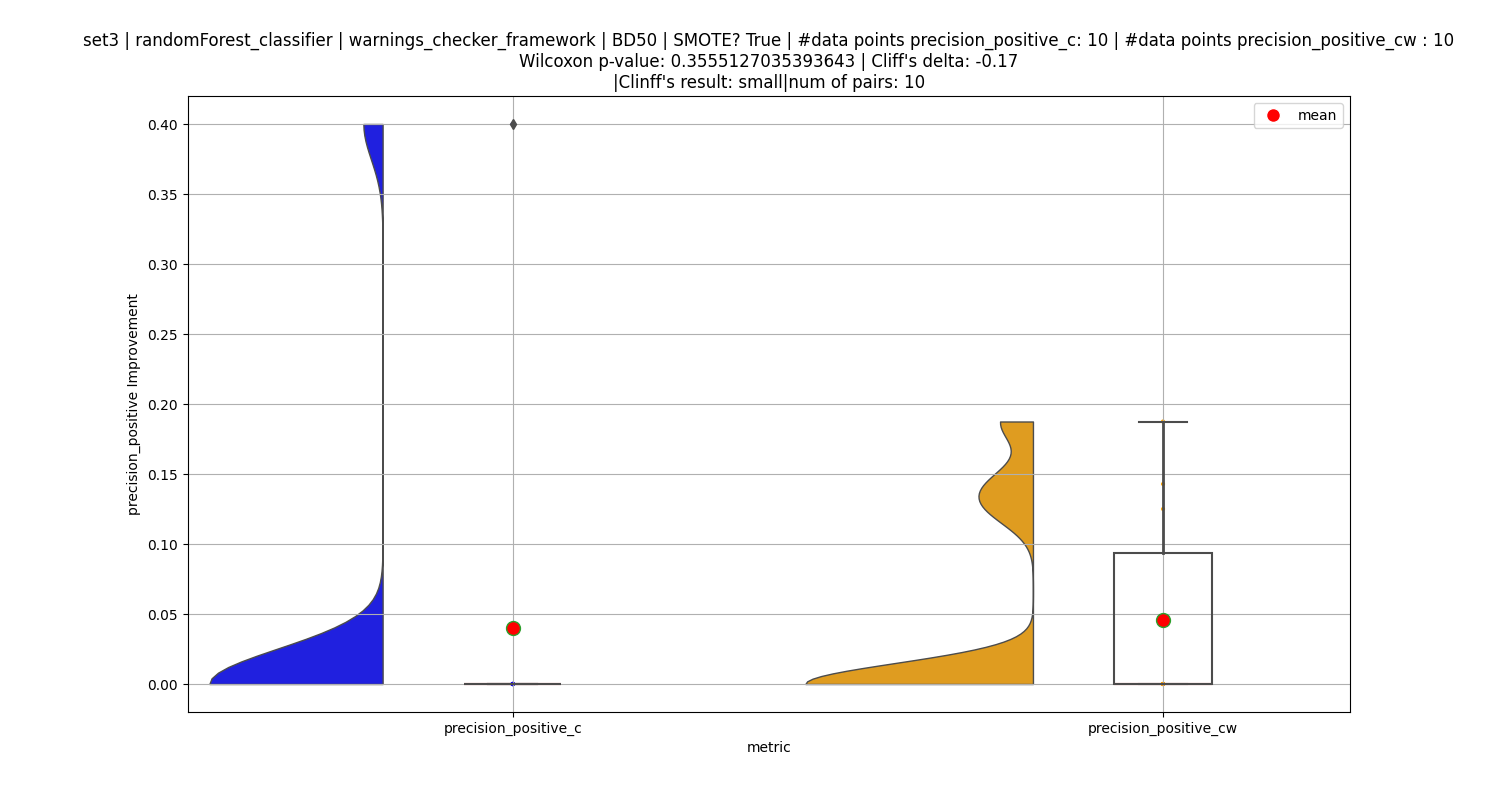 set3 | randomForest_classifier | warnings_checker_framework | BD50 | SMOTE? True | #data points precision_positive_c: 10 | #data points precision_positive_cw : 10
Wilcoxon p-value: 0.3555127035393643 | Cliff's delta: -0.17
|Clinff's result: small|num of pairs: 10
mean
0.40
0.35
0.30
0.25
0.20
0.15
0.10
0.05
0.00
precision_positive Improvement
precision_positive_c
precision_positive_cw
metric